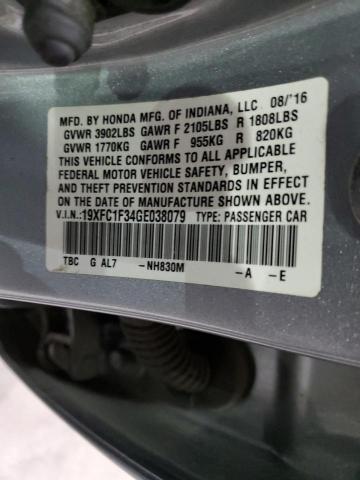 MFD. BY HONDA MFG. OF INDIANA, LLC 08/'16
GVWR 3902LBS GAWR F 2105LBS R 1808LBS
GVWR 1770KG GAWR F 955KG R 820KG
THIS VEHICLE CONFORMS TO ALL APPLICABLE
FEDERAL MOTOR VEHICLE SAFETY, BUMPER,
AND THEFT PREVENTION STANDARDS IN EFFECT
ON THE DATE OF MANUFACTURE SHOWN ABOVE.
V.I.N.:19XFC1F34GE038079 TYPE: PASSENGER CAR
TBC G AL7 -NH830M -A -E